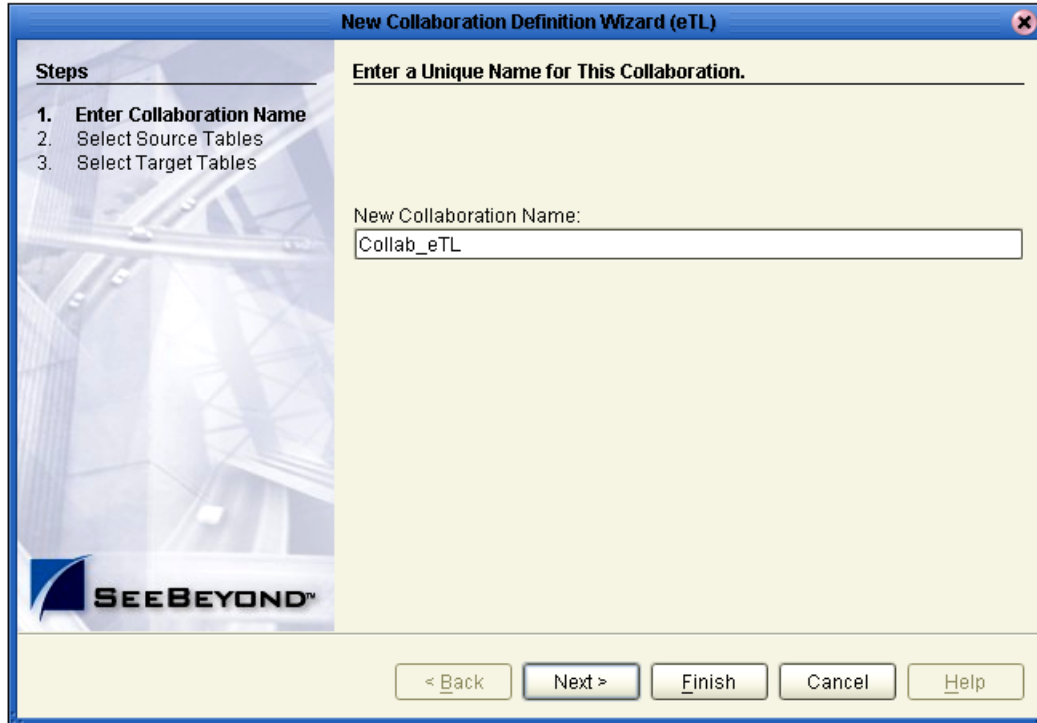 New Collaboration Definition Wizard (eTL)
Steps
1. Enter Collaboration Name
2. Select Source Tables
3. Select Target Tables
SEEBEYOND™
Enter a Unique Name for This Collaboration.
New Collaboration Name:
Collab_eTL
< Back
Next >
Finish
Cancel
Help